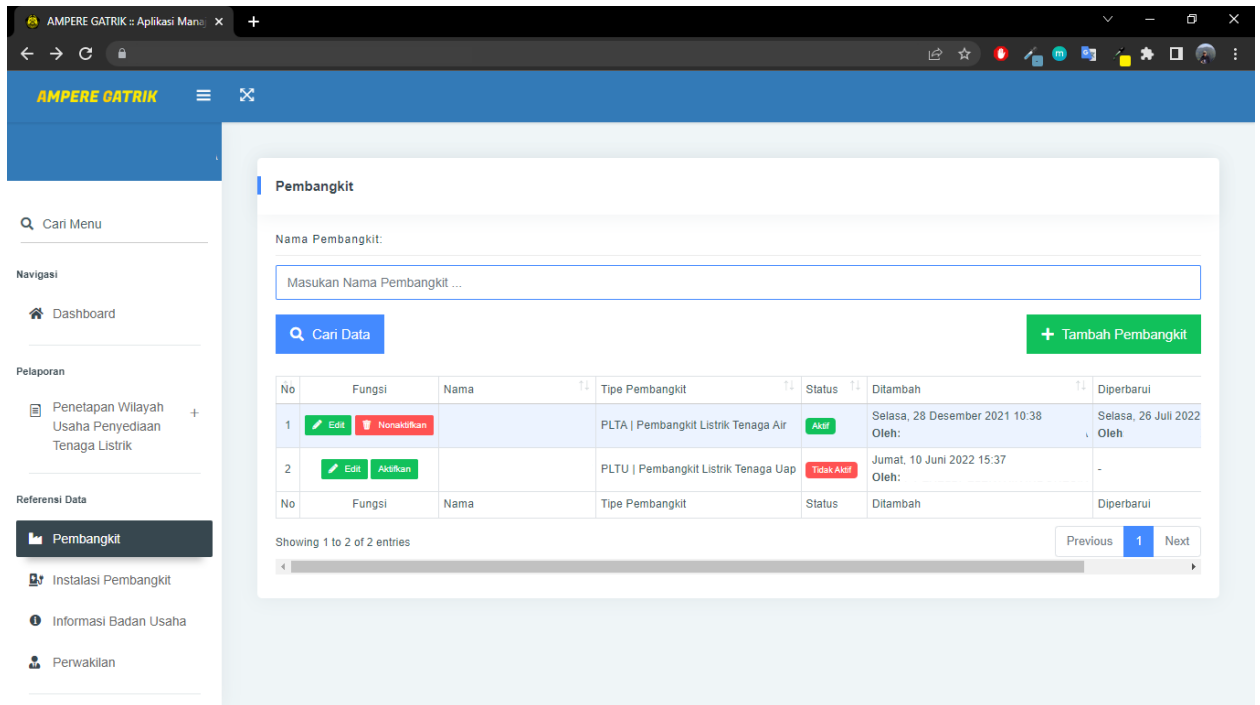 AMPERE GATRIK :: Aplikasi Mana
AMPERE GATRIK
Cari Menu
Navigasi
Dashboard
Pelaporan
Penetapan Wilayah
Usaha Penyediaan
Tenaga Listrik
Referensi Data
Pembangkit
Instalasi Pembangkit
Informasi Badan Usaha
Perwakilan
Pembangkit
Nama Pembangkit:
Masukan Nama Pembangkit ...
Cari Data
+ Tambah Pembangkit
No Fungsi Nama Tipe Pembangkit Status Ditambah Diperbarui
1 Edit Nonaktifkan PLTA | Pembangkit Listrik Tenaga Air Aktif Selasa, 28 Desember 2021 10:38 Selasa, 26 Juli 2022
Oleh: Oleh
2 Edit Aktifkan PLTU | Pembangkit Listrik Tenaga Uap Tidak Aktif Jumat, 10 Juni 2022 15:37 -
Oleh:
No Fungsi Nama Tipe Pembangkit Status Ditambah Diperbarui
Showing 1 to 2 of 2 entries
Previous 1 Next